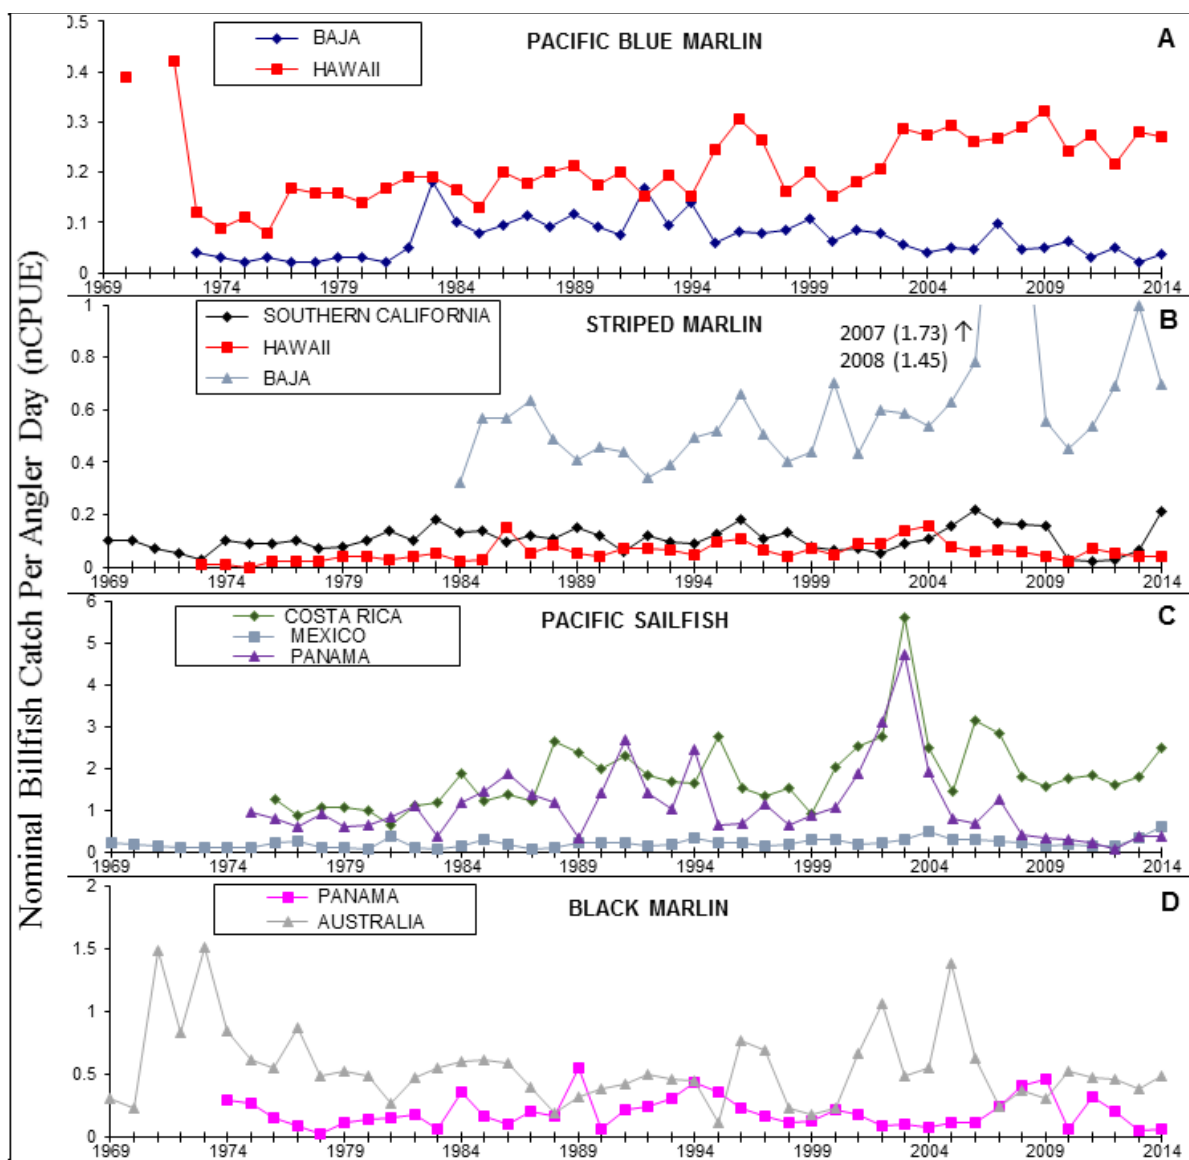 Nominal Billfish Catch Per Angler Day (nCPUE)
PACIFIC BLUE MARLIN
A
BAJA
HAWAII
0.5
0.4
0.3
0.2
0.1
0
1969 1974 1979 1984 1989 1994 1999 2004 2009 2014
STRIPED MARLIN
B
SOUTHERN CALIFORNIA
HAWAII
BAJA
2007 (1.73) ↑
2008 (1.45)
1
0.8
0.6
0.4
0.2
0
1969 1974 1979 1984 1989 1994 1999 2004 2009 2014
PACIFIC SAILFISH
C
COSTA RICA
MEXICO
PANAMA
6
5
4
3
2
1
0
1969 1974 1979 1984 1989 1994 1999 2004 2009 2014
BLACK MARLIN
D
PANAMA
AUSTRALIA
2
1.5
1
0.5
0
1969 1974 1979 1984 1989 1994 1999 2004 2009 2014